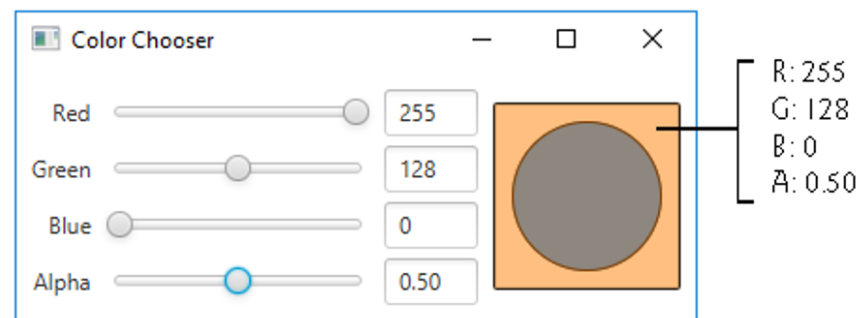 Color Chooser
Red 255
Green 128
Blue 0
Alpha 0.50
R: 255
G: 128
B: 0
A: 0.50